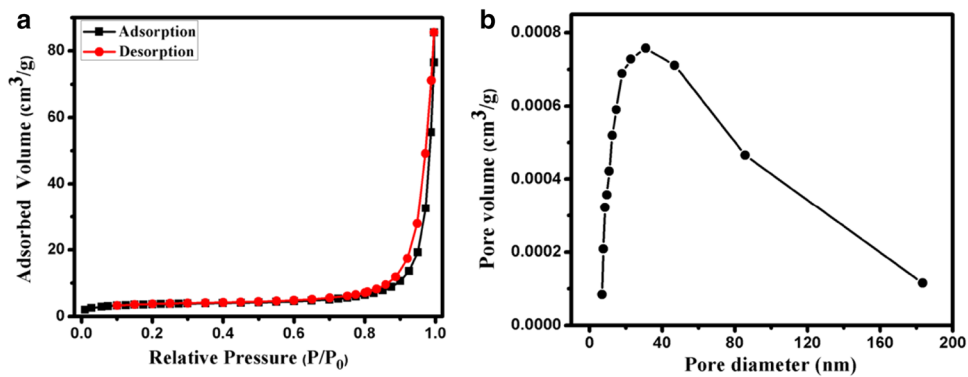 a
Adsorption
Desorption
Adsorbed Volume (cm³/g)
80
60
40
20
0
0.0 0.2 0.4 0.6 0.8 1.0
Relative Pressure (P/P₀)
b
Pore volume (cm³/g)
0.0008
0.0006
0.0004
0.0002
0.0000
0 40 80 120 160 200
Pore diameter (nm)